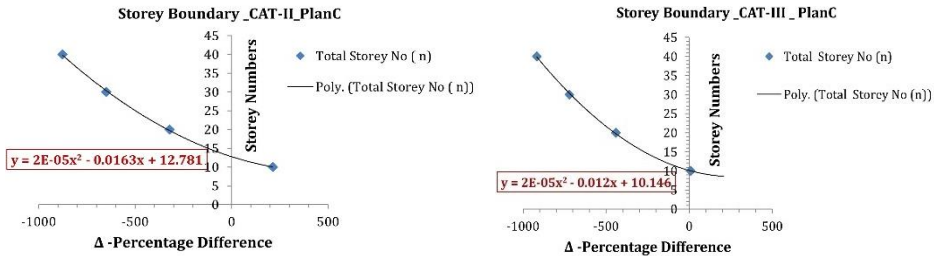 Storey Boundary _CAT-II_PlanC
45
40
35
30
25
20
15
10
5
0
Storey Numbers
Total Storey No ( n)
Poly. (Total Storey No ( n))
y = 2E-05x² - 0.0163x + 12.781
-1000
-500
0
500
Δ -Percentage Difference
Storey Boundary _CAT-III _ PlanC
45
40
35
30
25
20
15
10
5
0
Storey Numbers
Total Storey No (n)
Poly. (Total Storey No (n))
y = 2E-05x² - 0.012x + 10.146
-1000
-500
0
500
Δ -Percentage Difference